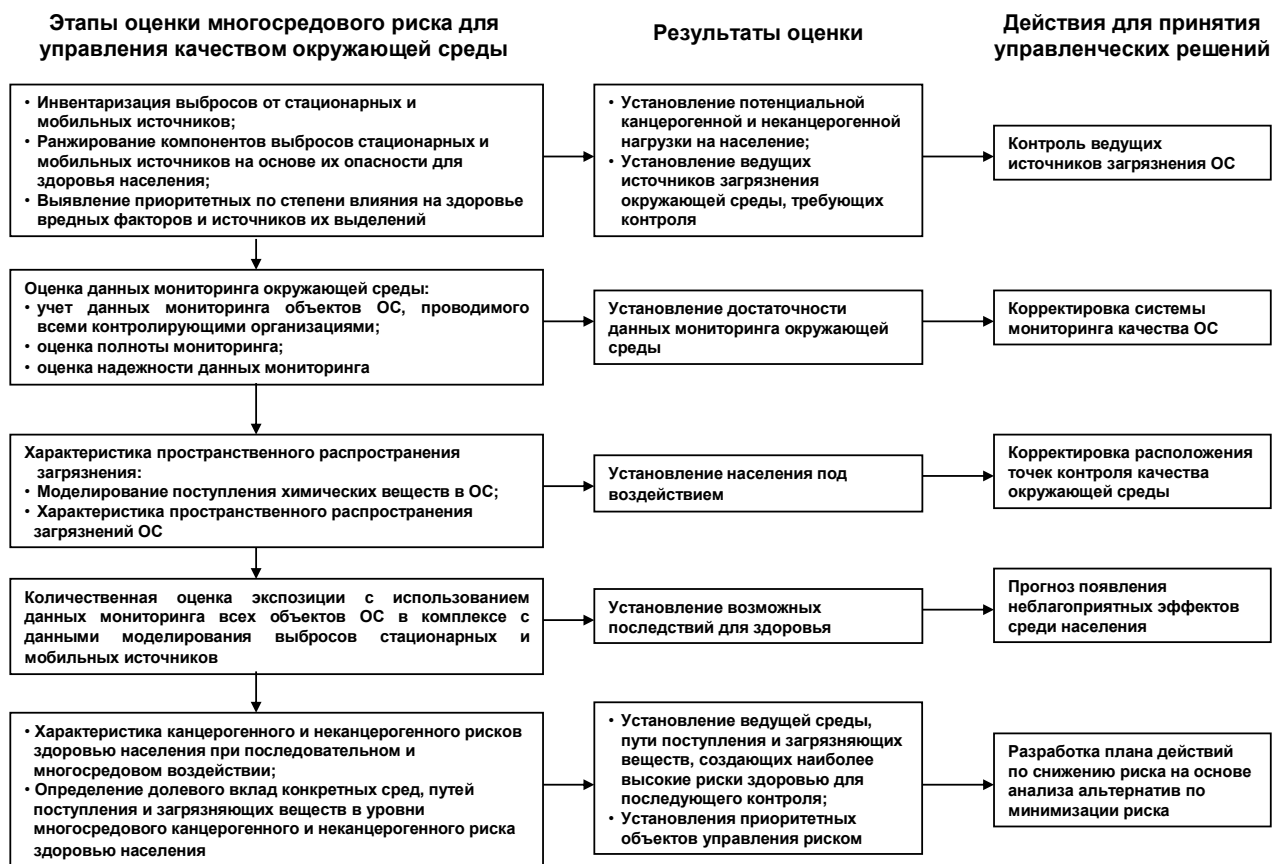 Этапы оценки многосредового риска для
управления качеством окружающей среды
Результаты оценки
Действия для принятия
управленческих решений
• Инвентаризация выбросов от стационарных и
мобильных источников;
• Ранжирование компонентов выбросов стационарных и
мобильных источников на основе их опасности для
здоровья населения;
• Выявление приоритетных по степени влияния на здоровье
вредных факторов и источников их выделений
• Установление потенциальной
канцерогенной и неканцерогенной
нагрузки на население;
• Установление ведущих
источников загрязнения
окружающей среды, требующих
контроля
Контроль ведущих
источников загрязнения ОС
Оценка данных мониторинга окружающей среды:
• учет данных мониторинга объектов ОС, проводимого
всеми контролирующими организациями;
• оценка полноты мониторинга;
• оценка надежности данных мониторинга
Установление достаточности
данных мониторинга окружающей
среды
Корректировка системы
мониторинга качества ОС
Характеристика пространственного распространения
загрязнения:
• Моделирование поступления химических веществ в ОС;
• Характеристика пространственного распространения
загрязнений ОС
Установление населения под
воздействием
Корректировка расположения
точек контроля качества
окружающей среды
Количественная оценка экспозиции с использованием
данных мониторинга всех объектов ОС в комплексе с
данными моделирования выбросов стационарных и
мобильных источников
Установление возможных
последствий для здоровья
Прогноз появления
неблагоприятных эффектов
среди населения
• Характеристика канцерогенного и неканцерогенного рисков
здоровью населения при последовательном и
многосредовом воздействии;
• Определение долевого вклад конкретных сред, путей
поступления и загрязняющих веществ в уровни
многосредового канцерогенного и неканцерогенного риска
здоровью населения
• Установление ведущей среды,
пути поступления и загрязняющих
веществ, создающих наиболее
высокие риски здоровью для
последующего контроля;
• Установления приоритетных
объектов управления риском
Разработка плана действий
по снижению риска на основе
анализа альтернатив по
минимизации риска